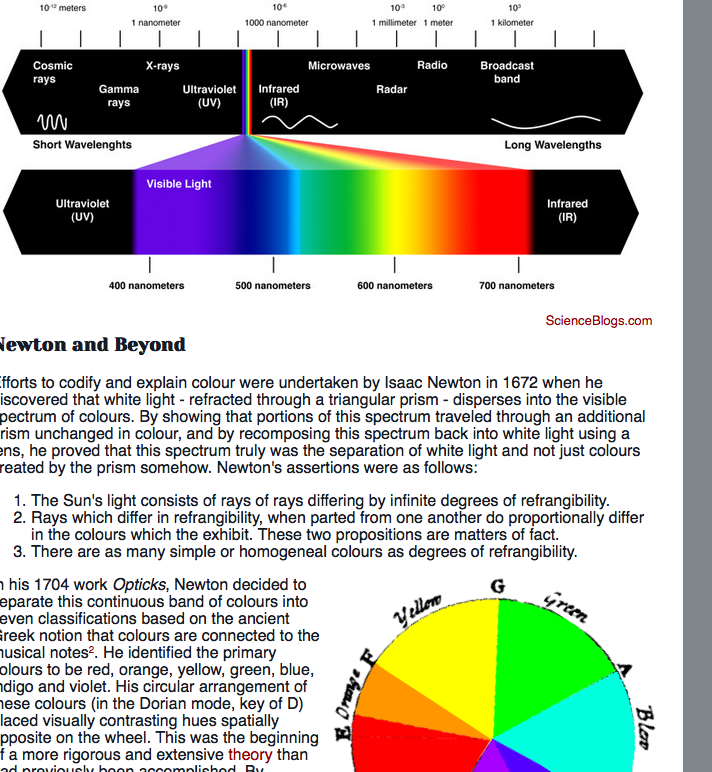 10⁻¹² meters 10⁻⁹ 10⁻⁶ 10⁻³ 10⁰ 10³
1 nanometer 1000 nanometer 1 millimeter 1 meter 1 kilometer
Cosmic rays X-rays Microwaves Radio Broadcast band
Gamma rays Ultraviolet (UV) Infrared (IR) Radar
Short Wavelenghts Long Wavelengths
Visible Light
Ultraviolet (UV) Infrared (IR)
400 nanometers 500 nanometers 600 nanometers 700 nanometers
ScienceBlogs.com
Newton and Beyond
fforts to codify and explain colour were undertaken by Isaac Newton in 1672 when he
iscovered that white light - refracted through a triangular prism - disperses into the visible
pectrum of colours. By showing that portions of this spectrum traveled through an additional
rism unchanged in colour, and by recomposing this spectrum back into white light using a
ens, he proved that this spectrum truly was the separation of white light and not just colours
reated by the prism somehow. Newton's assertions were as follows:
1. The Sun's light consists of rays of rays differing by infinite degrees of refrangibility.
2. Rays which differ in refrangibility, when parted from one another do proportionally differ
in the colours which the exhibit. These two propositions are matters of fact.
3. There are as many simple or homogeneal colours as degrees of refrangibility.
n his 1704 work Opticks, Newton decided to
eparate this continuous band of colours into
even classifications based on the ancient
Greek notion that colours are connected to the
musical notes². He identified the primary
olours to be red, orange, yellow, green, blue,
ndigo and violet. His circular arrangement of
hese colours (in the Dorian mode, key of D)
laced visually contrasting hues spatially
pposite on the wheel. This was the beginning
f a more rigorous and extensive theory than
ad previously been accomplished. By
G
Yellow
Green
F
A
Orange
Blew
E